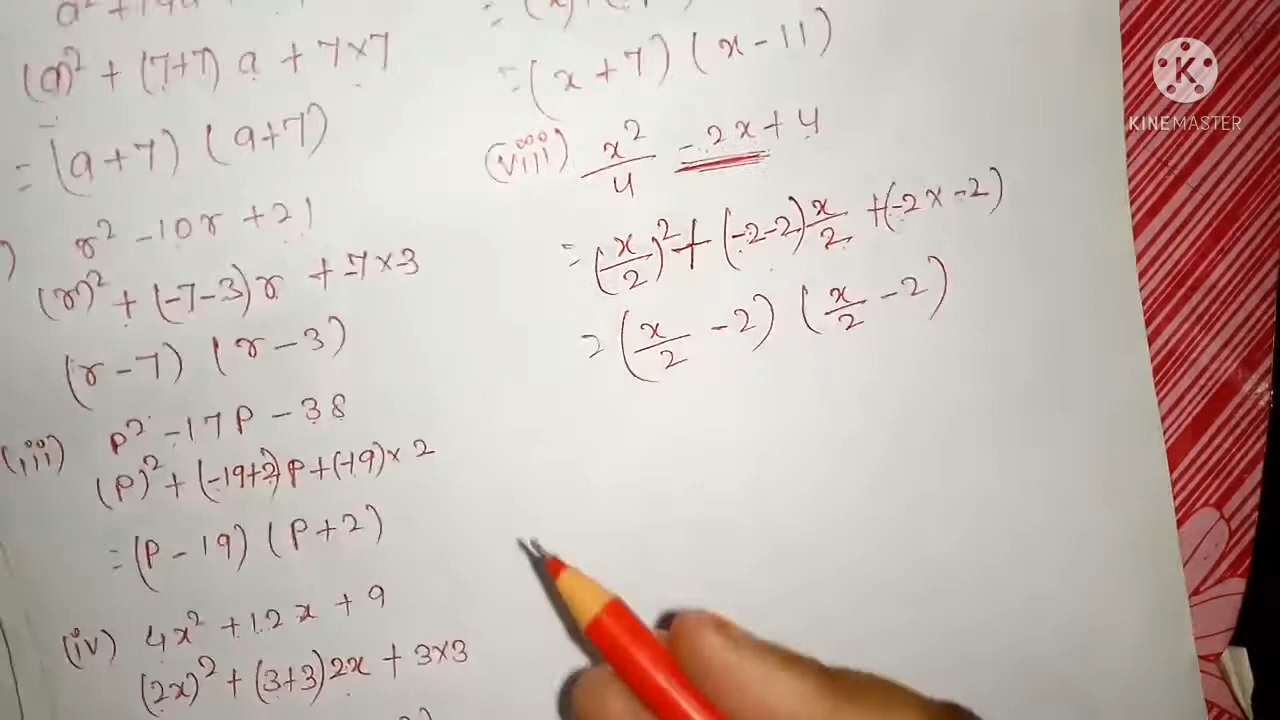 (a)² + (7+7) a + 7×7
= (a+7) (a+7)
r² -10r +21
(r)² + (-7-3)r + -7×3
(r-7) (r-3)
(iii) p² -17p -38
(p)² + (-19+2)p+(-19)×2
= (p-19) (p+2)
(iv) 4x² +12x + 9
(2x)² + (3+3)2x + 3×3
= (x+7) (x-11)
(viii) x²/4 -2x+4
= (x/2)² + (-2-2)x/2 +(-2×-2)
= (x/2 -2) (x/2 -2)
K
KINEMASTER